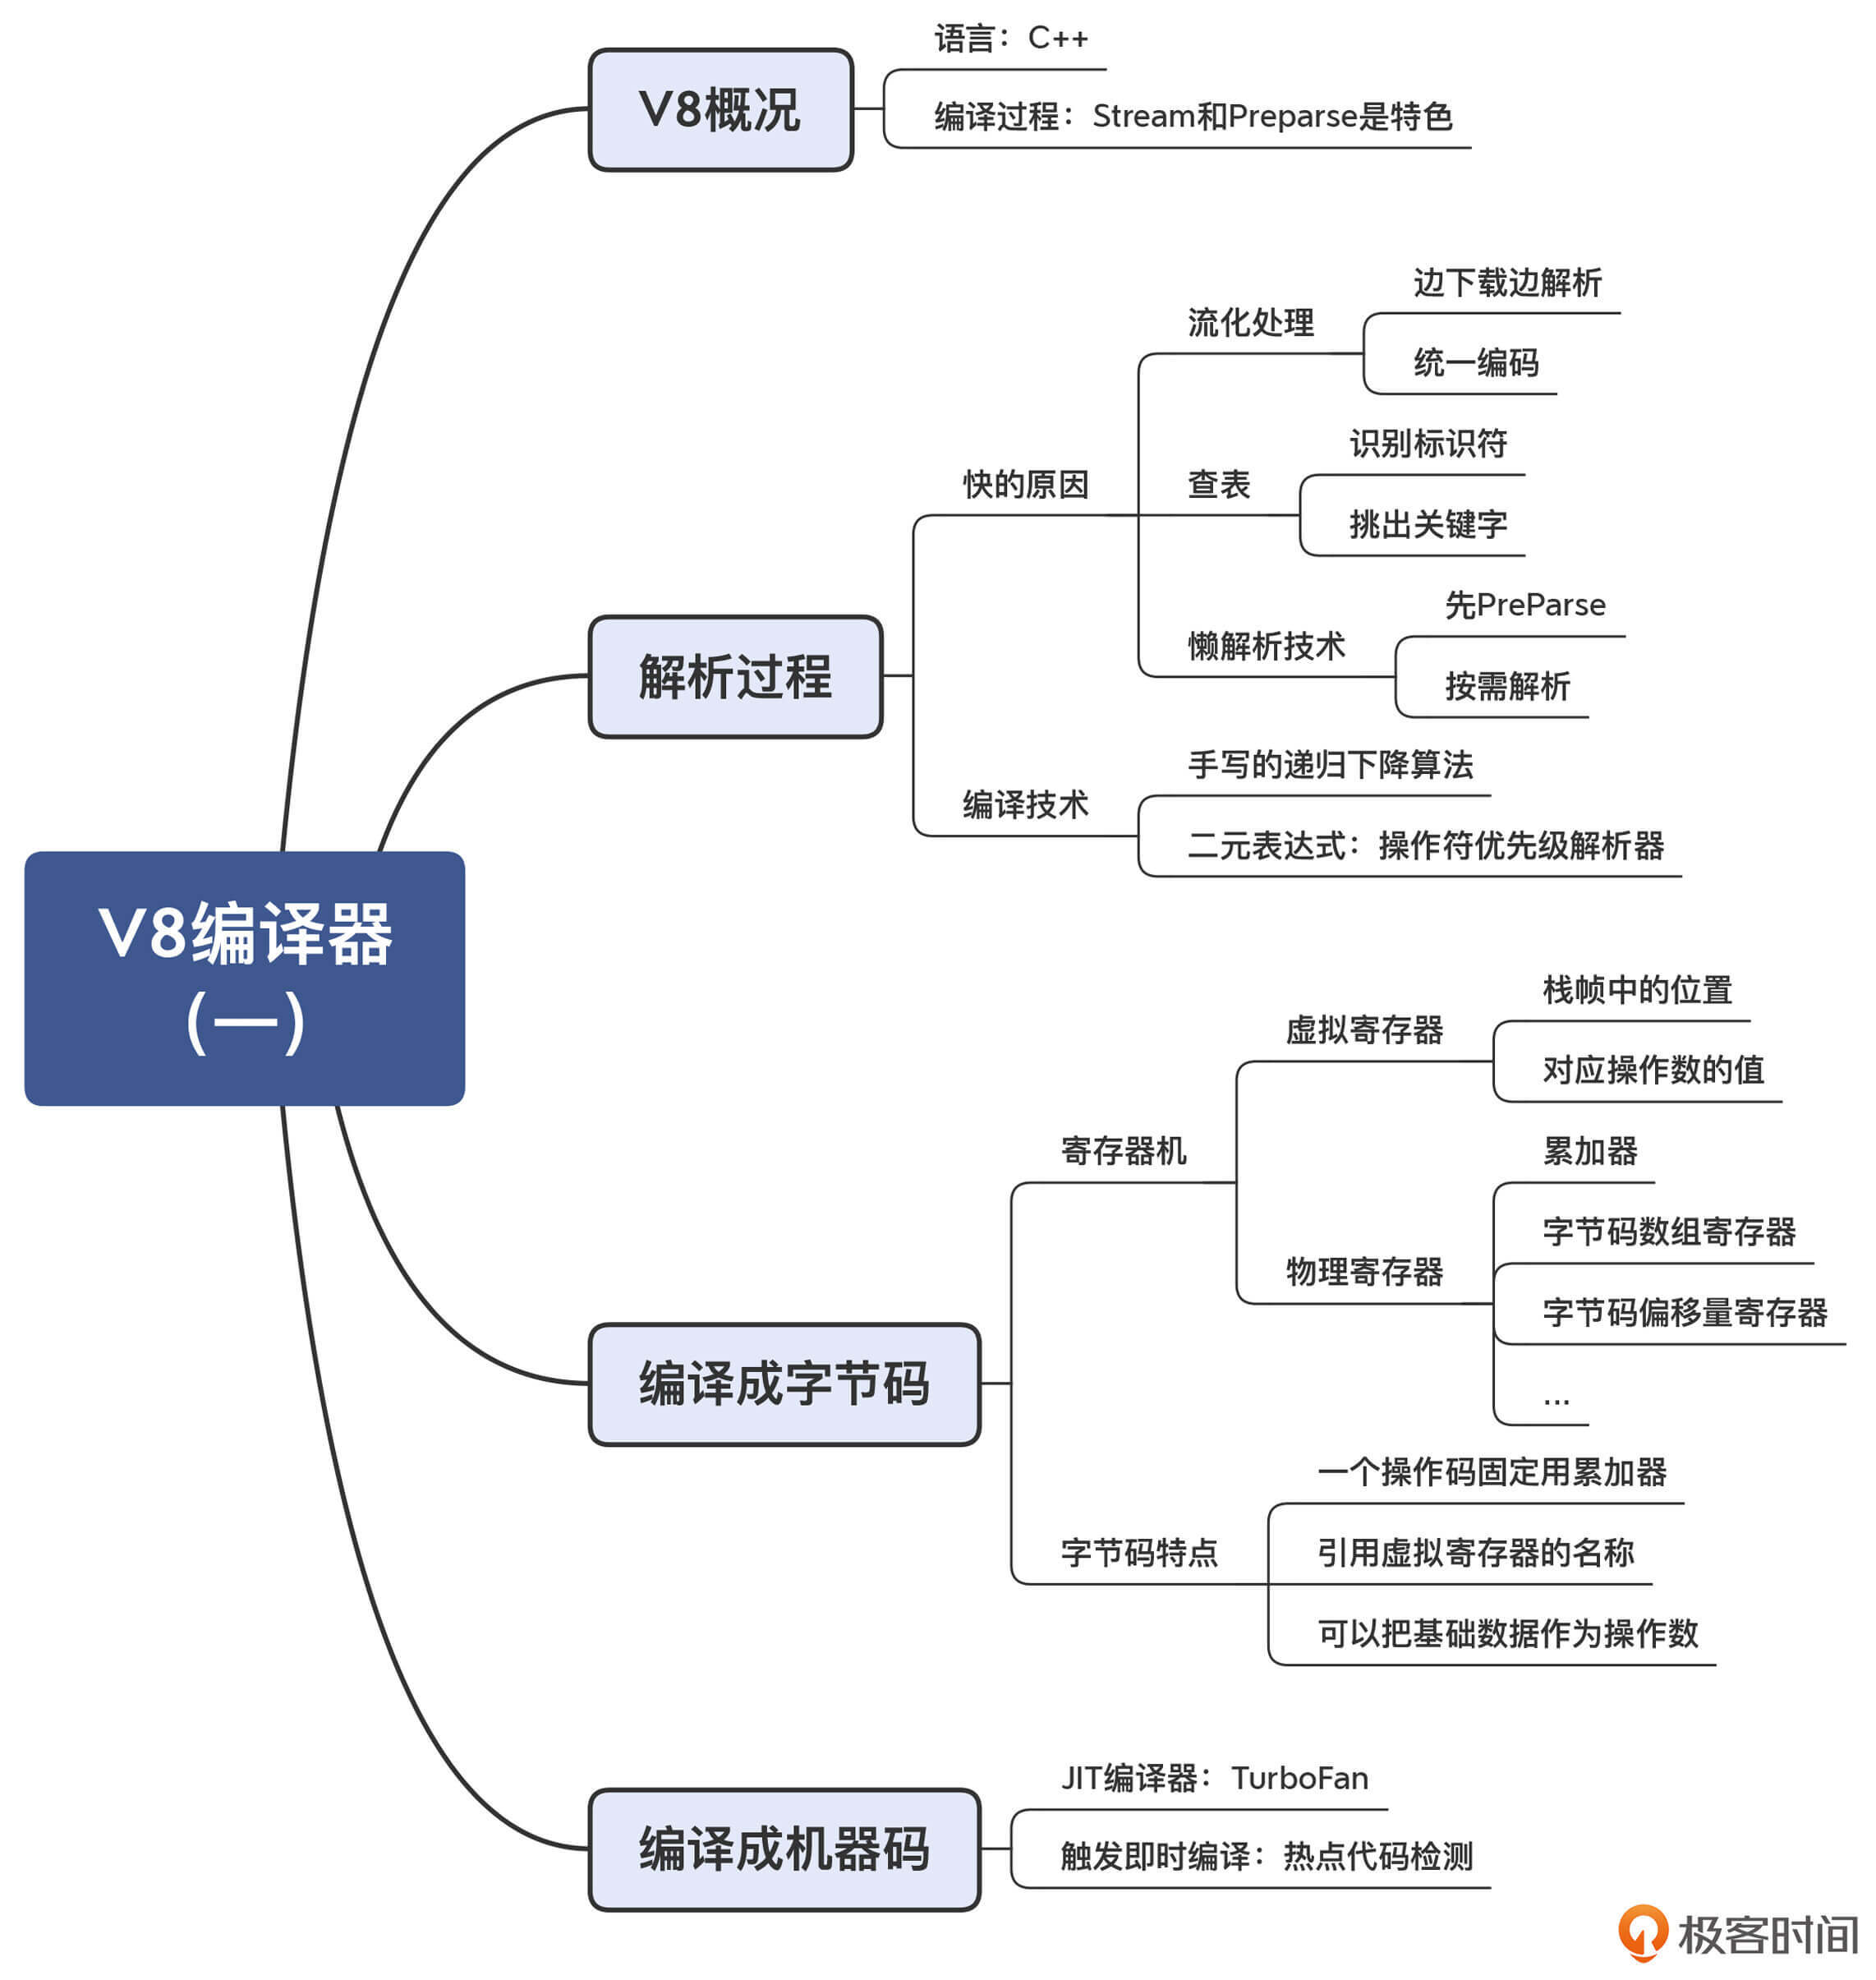 V8编译器
(一)
V8概况
语言：C++
编译过程：Stream和Preparse是特色
解析过程
快的原因
流化处理
边下载边解析
统一编码
查表
识别标识符
挑出关键字
懒解析技术
先PreParse
按需解析
编译技术
手写的递归下降算法
二元表达式：操作符优先级解析器
编译成字节码
寄存器机
虚拟寄存器
栈帧中的位置
对应操作数的值
物理寄存器
累加器
字节码数组寄存器
字节码偏移量寄存器
...
字节码特点
一个操作码固定用累加器
引用虚拟寄存器的名称
可以把基础数据作为操作数
编译成机器码
JIT编译器：TurboFan
触发即时编译：热点代码检测
极客时间